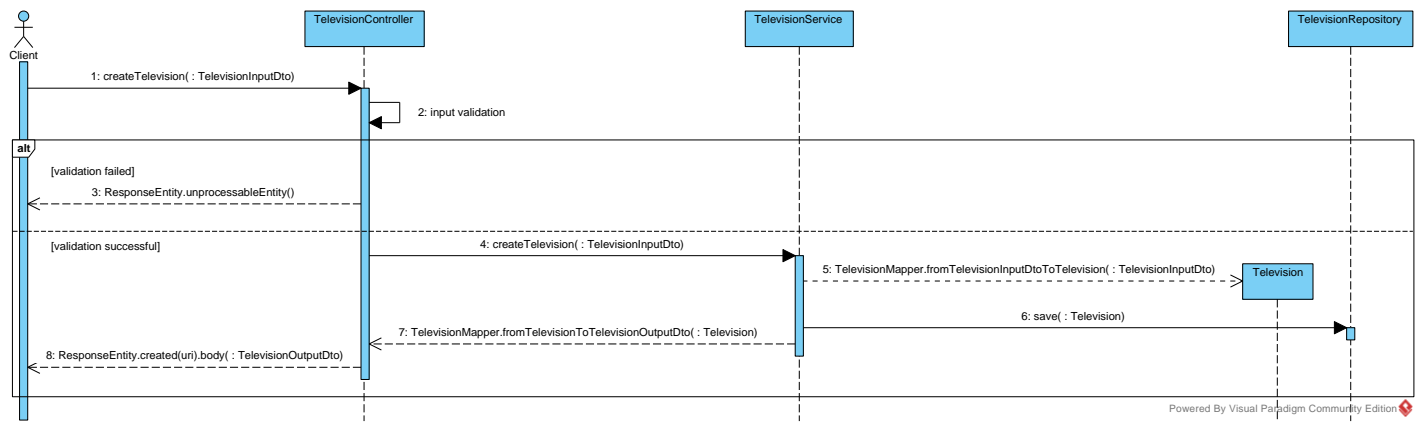 TelevisionController
TelevisionService
TelevisionRepository
Client
1: createTelevision( : TelevisionInputDto)
2: input validation
alt
[validation failed]
3: ResponseEntity.unprocessableEntity()
[validation successful]
4: createTelevision( : TelevisionInputDto)
5: TelevisionMapper.fromTelevisionInputDtoToTelevision( : TelevisionInputDto)
Television
6: save( : Television)
7: TelevisionMapper.fromTelevisionToTelevisionOutputDto( : Television)
8: ResponseEntity.created(uri).body( : TelevisionOutputDto)
Powered By Visual Paradigm Community Edition